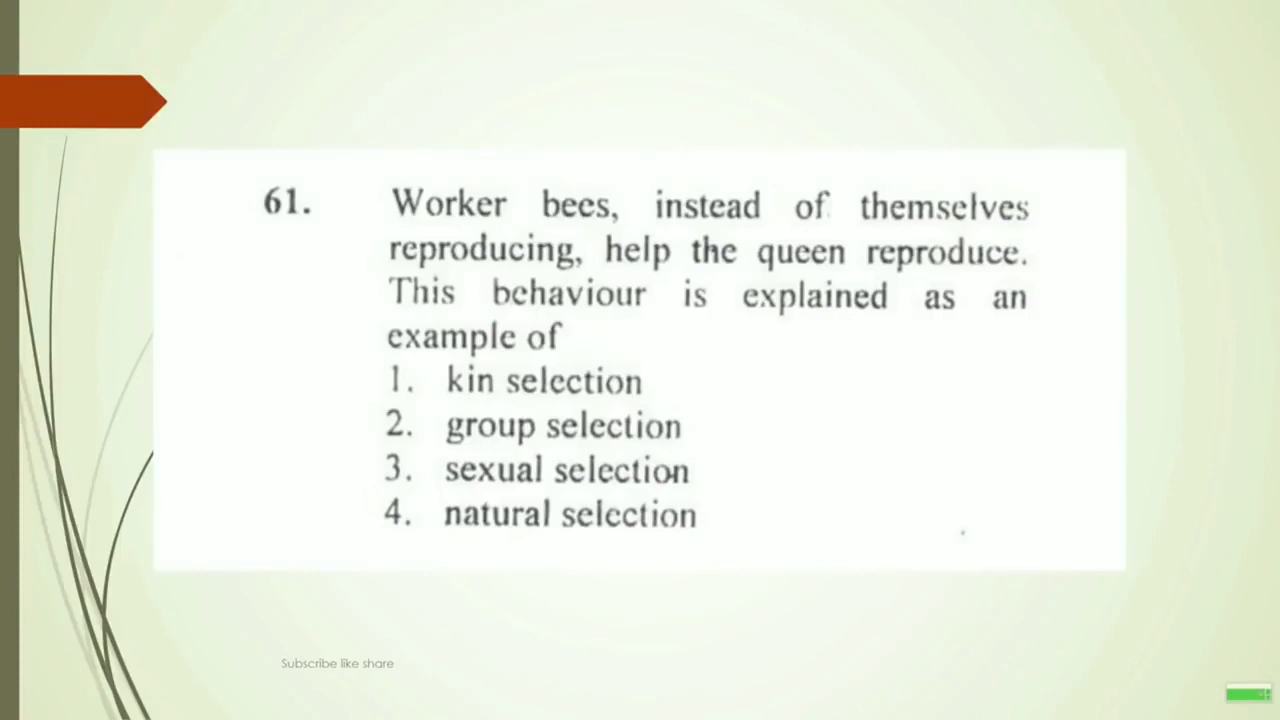 61. Worker bees, instead of themselves
reproducing, help the queen reproduce.
This behaviour is explained as an
example of
1. kin selection
2. group selection
3. sexual selection
4. natural selection
Subscribe like share